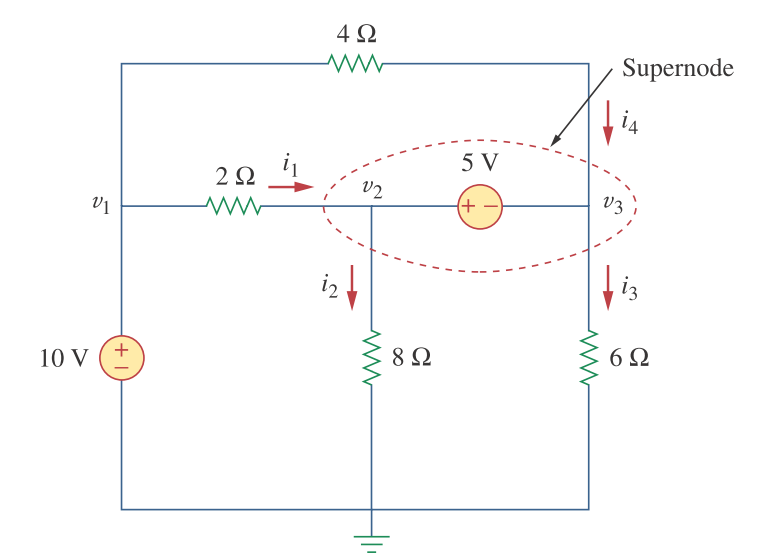 4 Ω
Supernode
i4
5 V
i1
2 Ω
v2
v1
+ −
v3
i2
i3
10 V
+
−
8 Ω
6 Ω